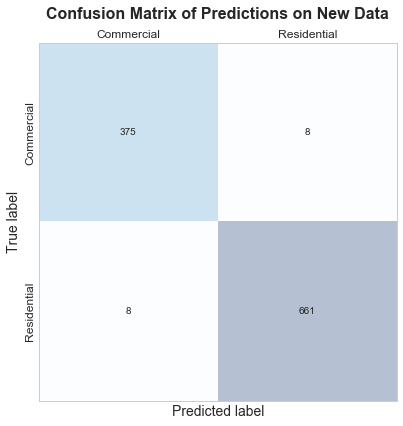 Confusion Matrix of Predictions on New Data
Commercial Residential
Commercial
375 8
True label
Residential
8 661
Predicted label